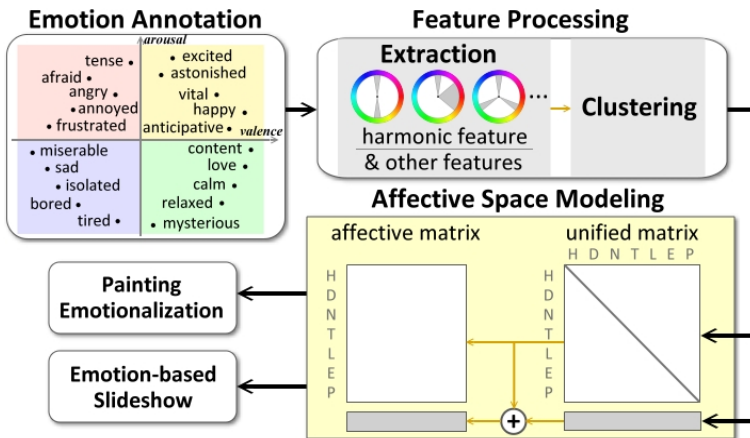 Emotion Annotation
arousal
tense
afraid
angry
annoyed
frustrated
excited
astonished
vital
happy
anticipative
valence
miserable
sad
isolated
bored
tired
content
love
calm
relaxed
mysterious
Feature Processing
Extraction
...
harmonic feature
& other features
Clustering
Affective Space Modeling
affective matrix
H
D
N
T
L
E
P
unified matrix
H D N T L E P
H
D
N
T
L
E
P
+
Painting
Emotionalization
Emotion-based
Slideshow